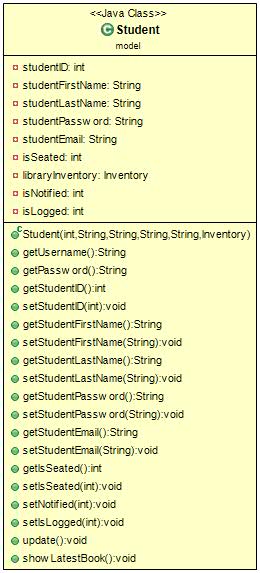 <<Java Class>>
C Student
model
studentID: int
studentFirstName: String
studentLastName: String
studentPassword: String
studentEmail: String
isSeated: int
libraryInventory: Inventory
isNotified: int
isLogged: int
c Student(int,String,String,String,String,Inventory)
getUsername():String
getPassword():String
getStudentID():int
setStudentID(int):void
getStudentFirstName():String
setStudentFirstName(String):void
getStudentLastName():String
setStudentLastName(String):void
getStudentPassword():String
setStudentPassword(String):void
getStudentEmail():String
setStudentEmail(String):void
getIsSeated():int
setIsSeated(int):void
setNotified(int):void
setIsLogged(int):void
update():void
showLatestBook():void